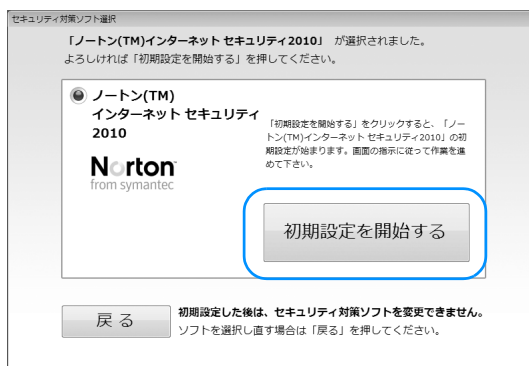 セキュリティ対策ソフト選択
「ノートン(TM)インターネット セキュリティ2010」 が選択されました。
よろしければ「初期設定を開始する」を押してください。
ノートン(TM)
インターネット セキュリティ
2010
Norton
from symantec
「初期設定を開始する」をクリックすると、「ノー
トン(TM)インターネット セキュリティ2010」の初
期設定が始まります。画面の指示に従って作業を進
めて下さい。
初期設定を開始する
戻る
初期設定した後は、セキュリティ対策ソフトを変更できません。
ソフトを選択し直す場合は「戻る」を押してください。